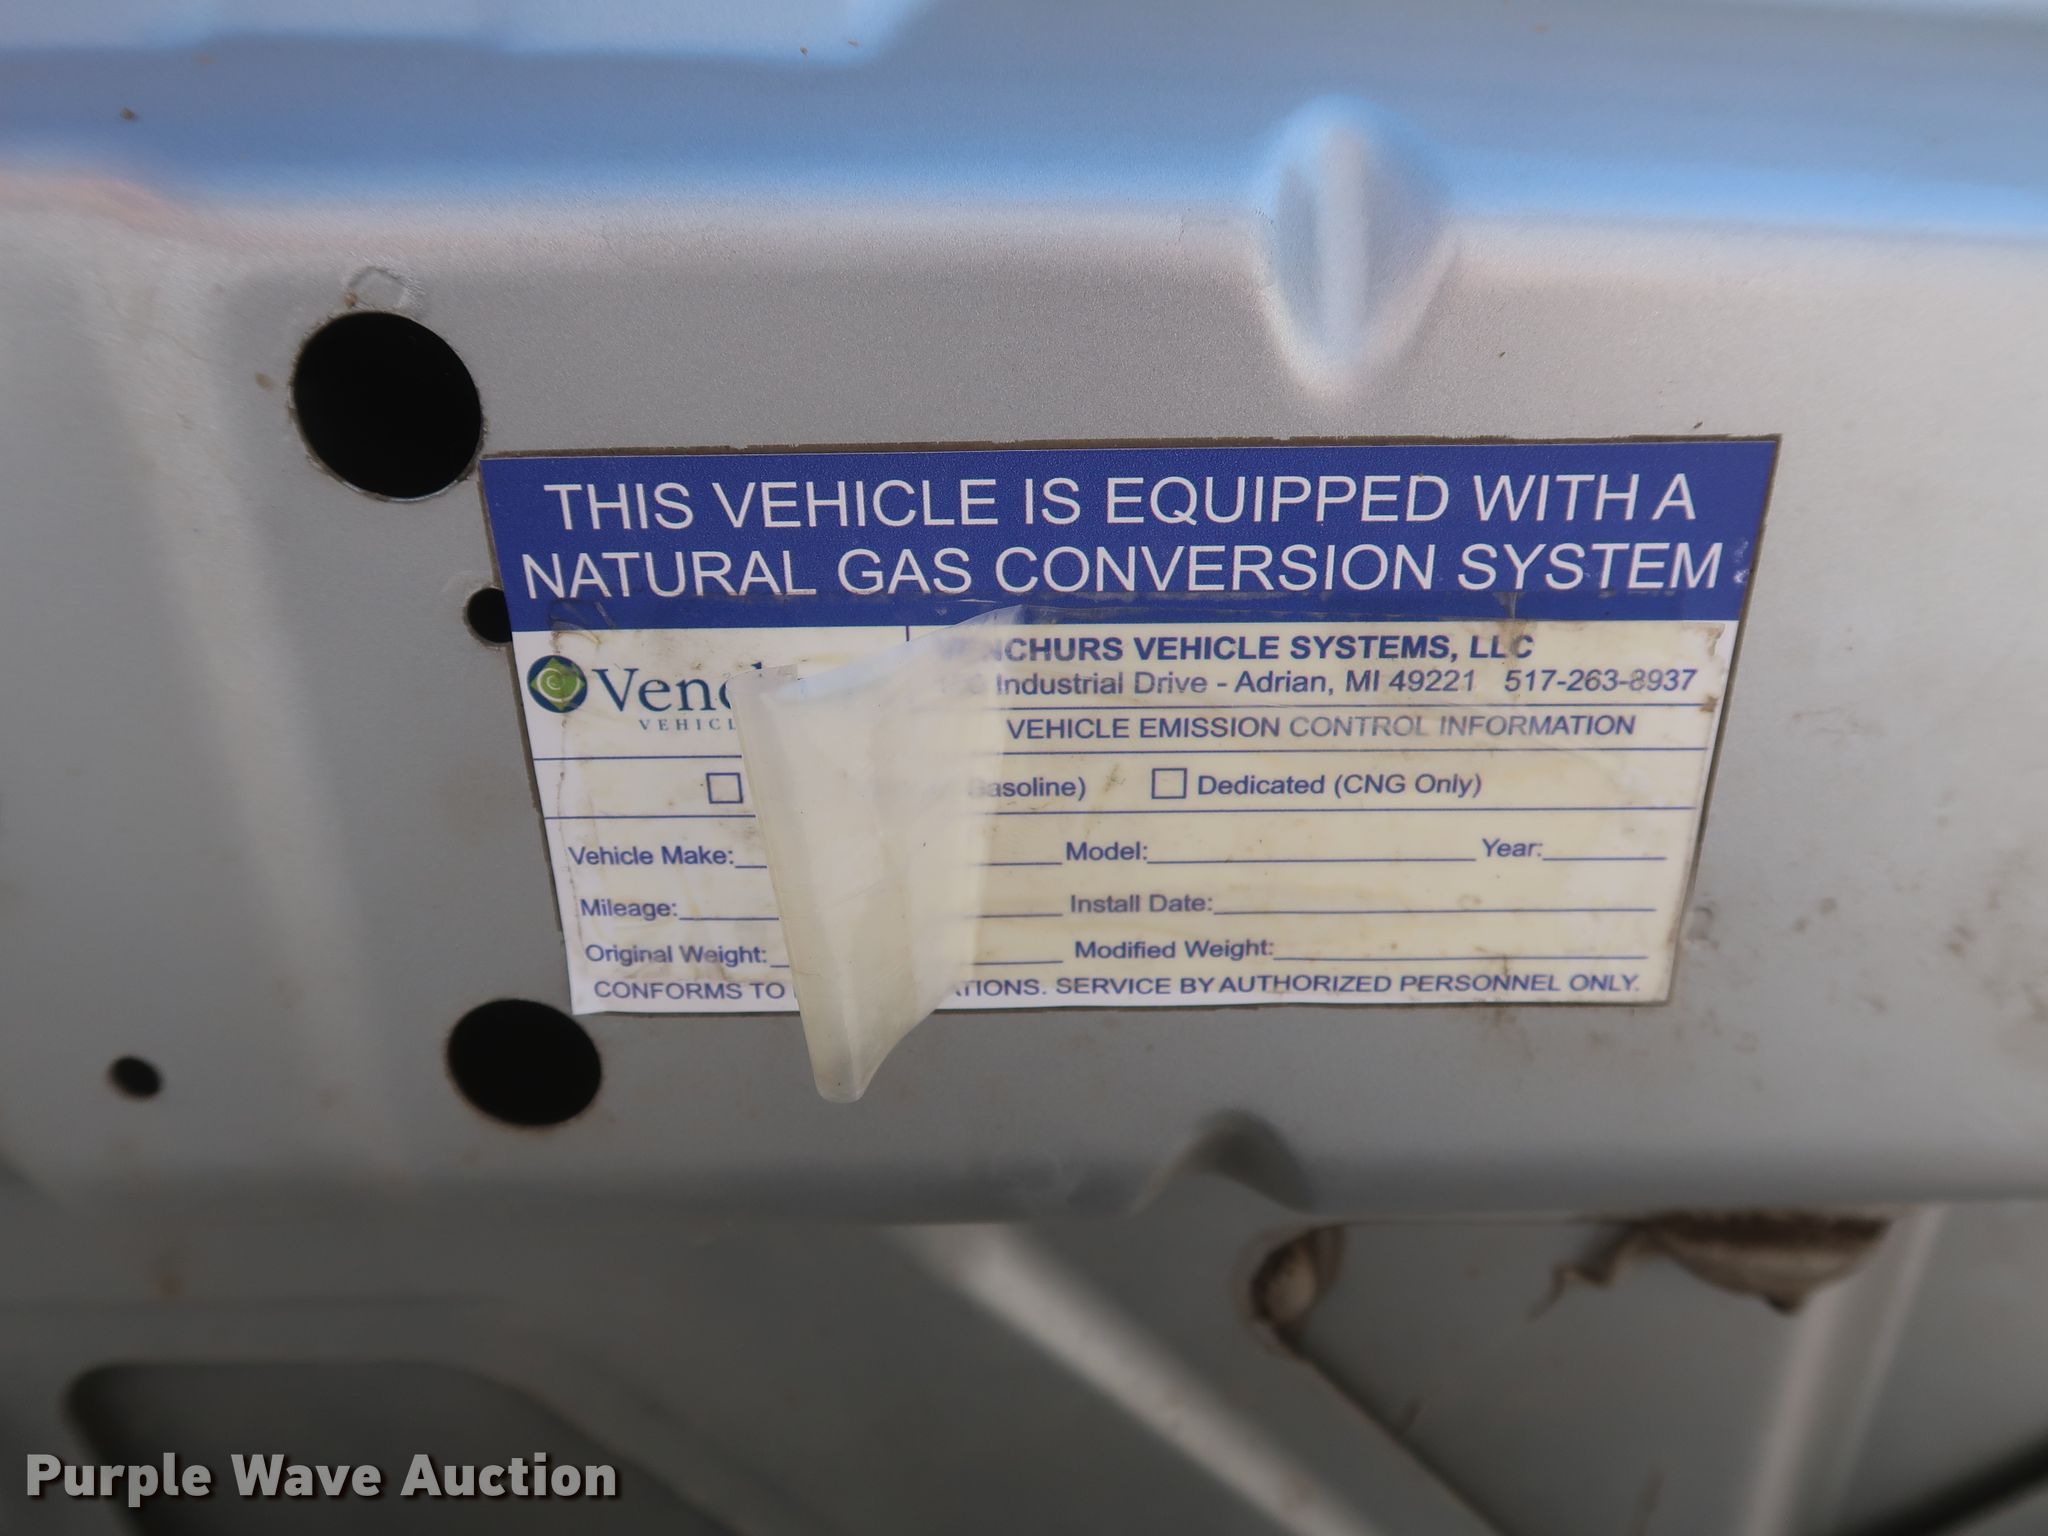 THIS VEHICLE IS EQUIPPED WITH A
NATURAL GAS CONVERSION SYSTEM
VENCHURS VEHICLE SYSTEMS, LLC
Industrial Drive - Adrian, MI 49221 517-263-8937
VEHICLE EMISSION CONTROL INFORMATION
Gasoline) Dedicated (CNG Only)
Vehicle Make: Model: Year:
Mileage: Install Date:
Original Weight: Modified Weight:
CONFORMS TO SERVICE BY AUTHORIZED PERSONNEL ONLY.
Purple Wave Auction